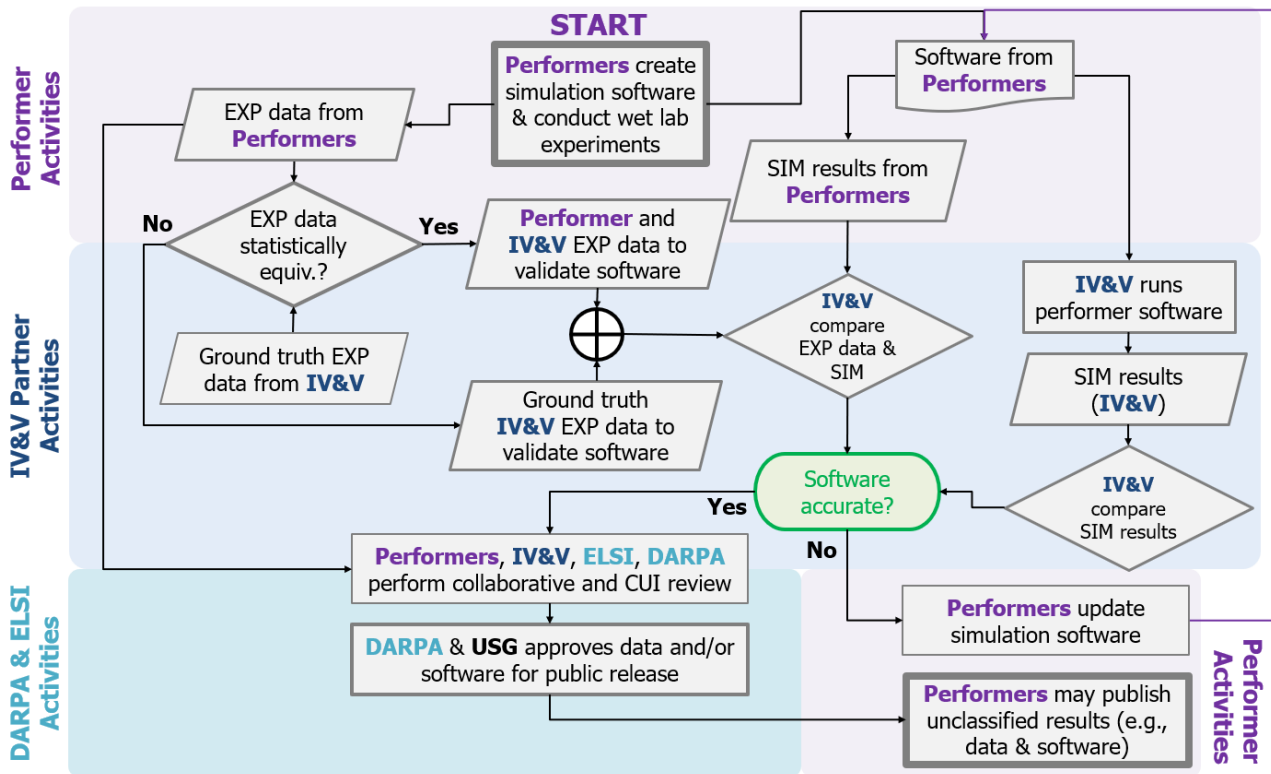 START
Performer
Activities
Performers create
simulation software
& conduct wet lab
experiments
Software from
Performers
EXP data from
Performers
SIM results from
Performers
No
EXP data
statistically
equiv.?
Yes
Performer and
IV&V EXP data to
validate software
IV&V Partner
Activities
IV&V
compare
EXP data &
SIM
IV&V runs
performer software
Ground truth EXP
data from IV&V
SIM results
(IV&V)
Ground truth
IV&V EXP data to
validate software
Software
accurate?
Yes
No
IV&V
compare
SIM results
Performers, IV&V, ELSI, DARPA
perform collaborative and CUI review
DARPA & ELSI
Activities
Performers update
simulation software
DARPA & USG approves data and/or
software for public release
Performers may publish
unclassified results (e.g.,
data & software)
Performer
Activities